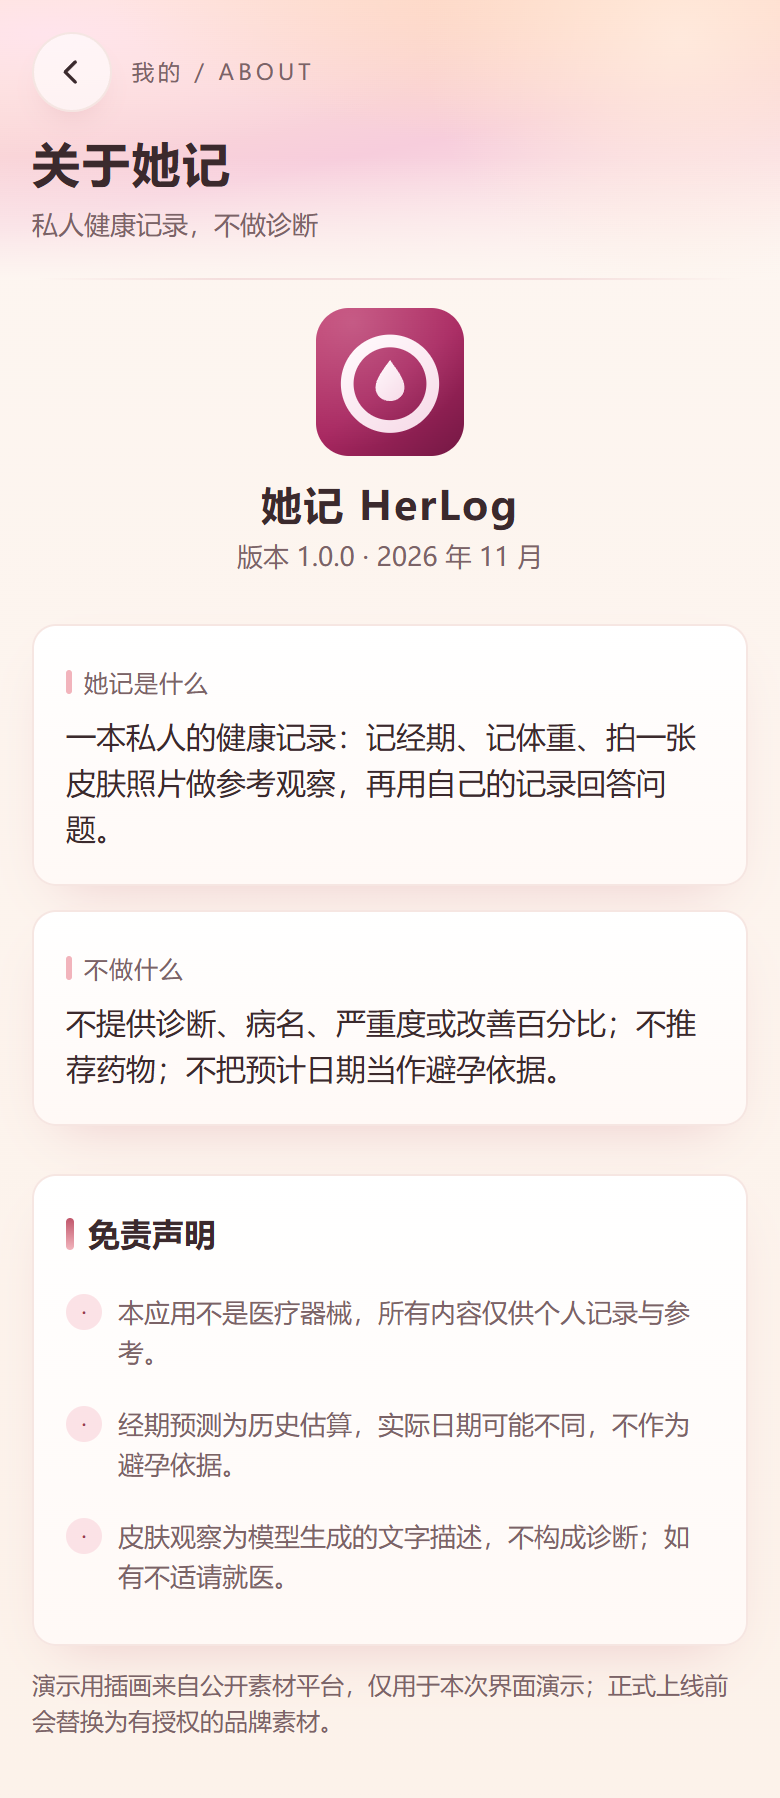 我的 / ABOUT
关于她记
私人健康记录，不做诊断
她记 HerLog
版本 1.0.0 · 2026 年 11 月
她记是什么
一本私人的健康记录：记经期、记体重、拍一张
皮肤照片做参考观察，再用自己的记录回答问
题。
不做什么
不提供诊断、病名、严重度或改善百分比；不推
荐药物；不把预计日期当作避孕依据。
免责声明
· 本应用不是医疗器械，所有内容仅供个人记录与参
考。
· 经期预测为历史估算，实际日期可能不同，不作为
避孕依据。
· 皮肤观察为模型生成的文字描述，不构成诊断；如
有不适请就医。
演示用插画来自公开素材平台，仅用于本次界面演示；正式上线前
会替换为有授权的品牌素材。